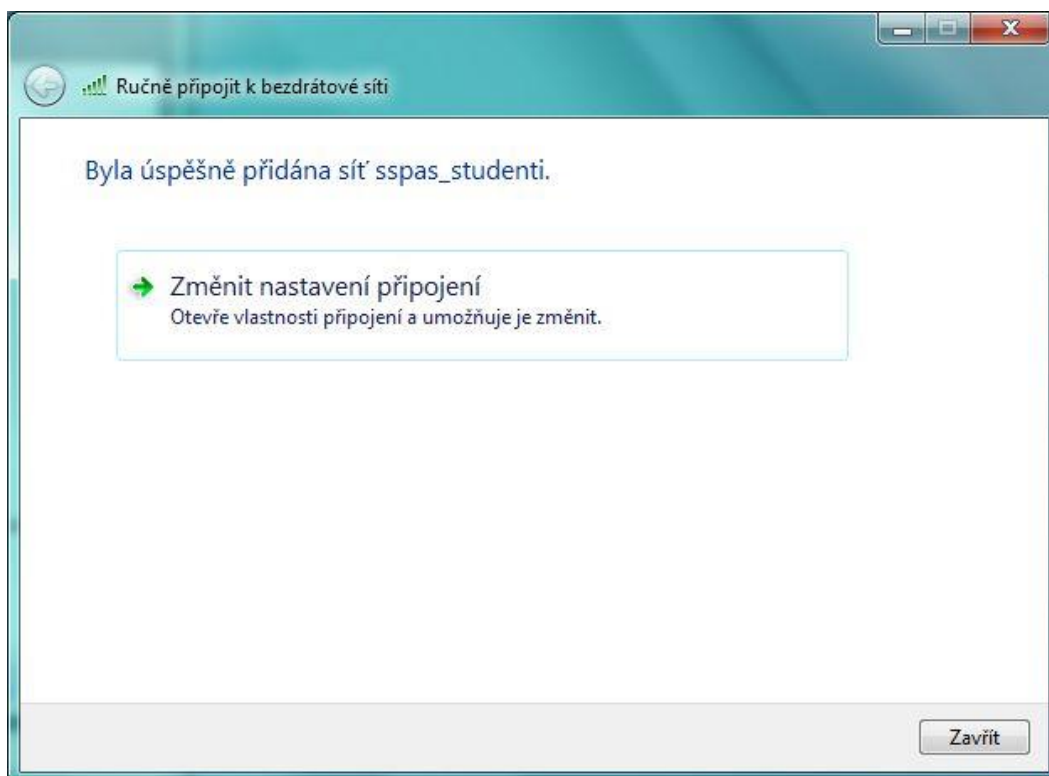 Ručně připojit k bezdrátové síti
Byla úspěšně přidána síť sspas_studenti.
Změnit nastavení připojení
Otevře vlastnosti připojení a umožňuje je změnit.
Zavřít